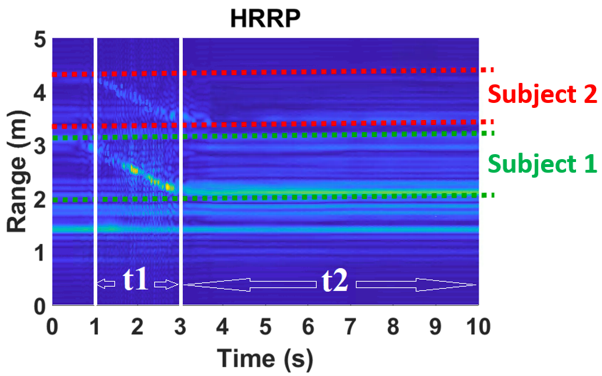 HRRP
5
4
3
2
1
0
Range (m)
Subject 2
Subject 1
t1
t2
0 1 2 3 4 5 6 7 8 9 10
Time (s)